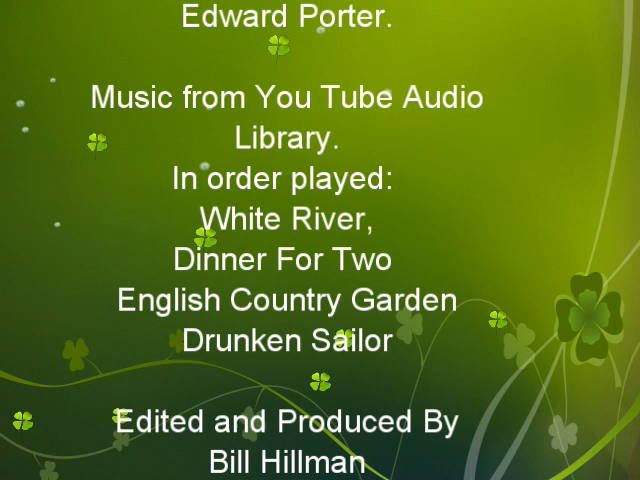 Edward Porter.
Music from You Tube Audio
Library.
In order played:
White River,
Dinner For Two
English Country Garden
Drunken Sailor
Edited and Produced By
Bill Hillman